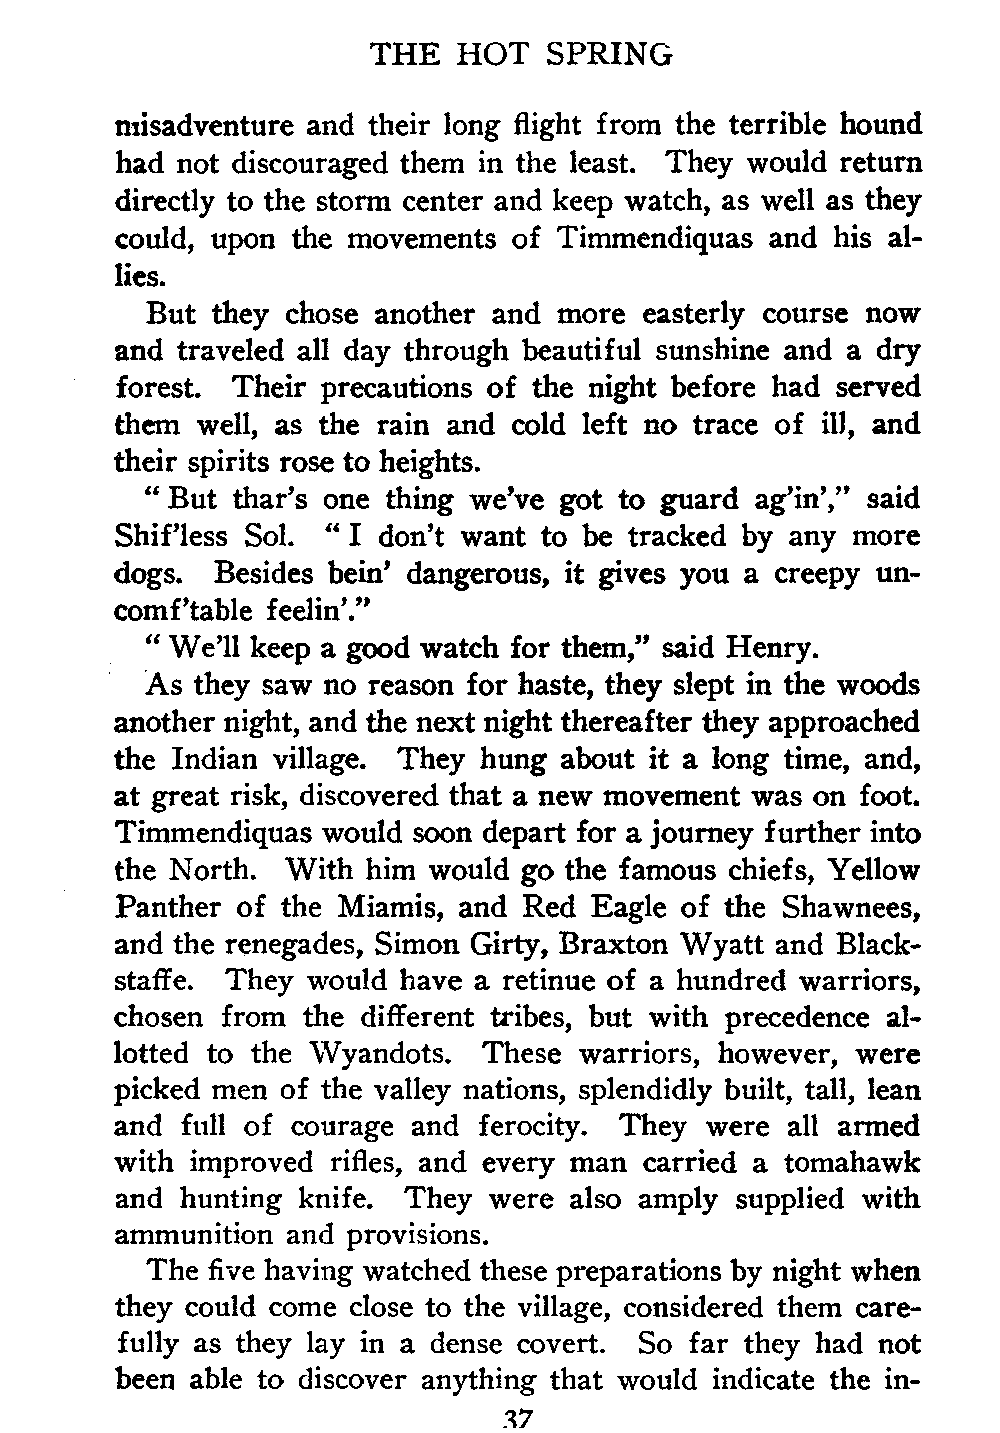 THE HOT SPRING
misadventure and their long flight from the terrible hound
had not discouraged them in the least. They would return
directly to the storm center and keep watch, as well as they
could, upon the movements of Timmendiquas and his al-
lies.
But they chose another and more easterly course now
and traveled all day through beautiful sunshine and a dry
forest. Their precautions of the night before had served
them well, as the rain and cold left no trace of ill, and
their spirits rose to heights.
“ But thar’s one thing we’ve got to guard ag’in’,” said
Shif’less Sol. “ I don’t want to be tracked by any more
dogs. Besides bein’ dangerous, it gives you a creepy un-
comf’table feelin’.”
“ We’ll keep a good watch for them,” said Henry.
As they saw no reason for haste, they slept in the woods
another night, and the next night thereafter they approached
the Indian village. They hung about it a long time, and,
at great risk, discovered that a new movement was on foot.
Timmendiquas would soon depart for a journey further into
the North. With him would go the famous chiefs, Yellow
Panther of the Miamis, and Red Eagle of the Shawnees,
and the renegades, Simon Girty, Braxton Wyatt and Black-
staffe. They would have a retinue of a hundred warriors,
chosen from the different tribes, but with precedence al-
lotted to the Wyandots. These warriors, however, were
picked men of the valley nations, splendidly built, tall, lean
and full of courage and ferocity. They were all armed
with improved rifles, and every man carried a tomahawk
and hunting knife. They were also amply supplied with
ammunition and provisions.
The five having watched these preparations by night when
they could come close to the village, considered them care-
fully as they lay in a dense covert. So far they had not
been able to discover anything that would indicate the in-
37